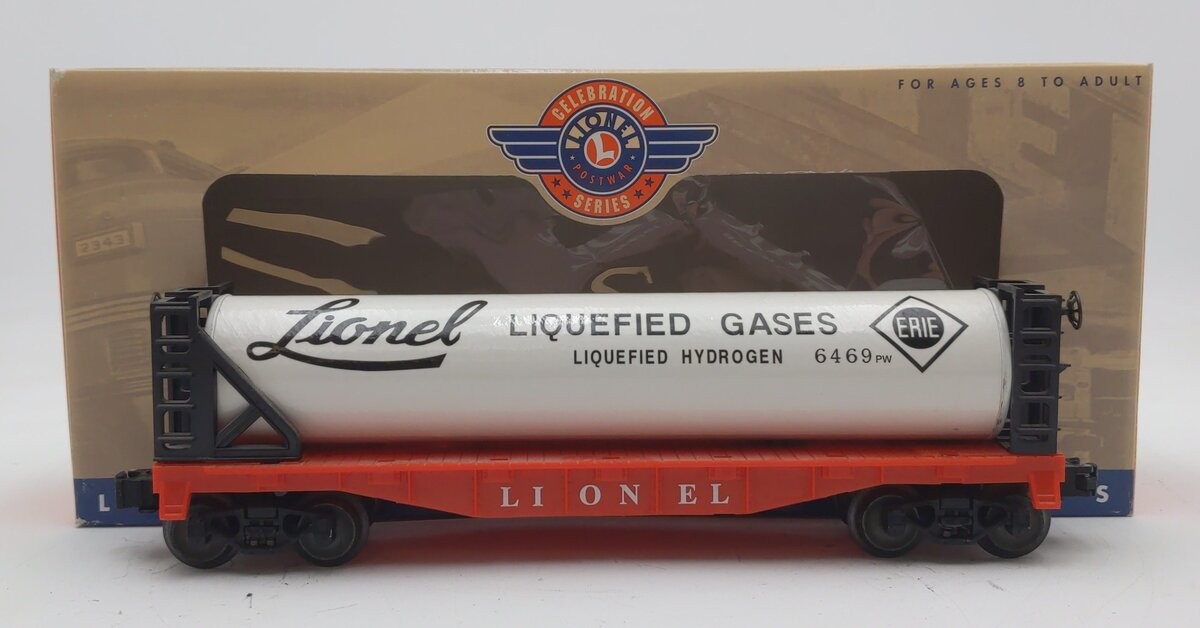 FOR AGES 8 TO ADULT
CELEBRATION
LIONEL
L
POSTWAR
SERIES
2343
S
Lionel LIQUEFIED GASES
LIQUEFIED HYDROGEN 6469PW
ERIE
L
S
LIONEL